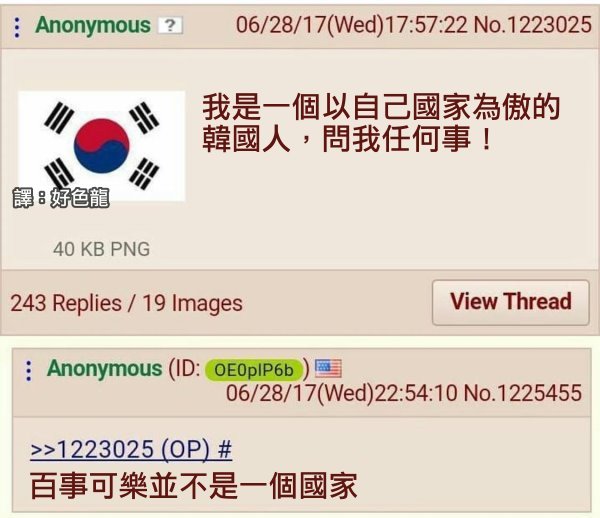 Anonymous ? 06/28/17(Wed)17:57:22 No.1223025
我是一個以自己國家為傲的
韓國人，問我任何事！
譯：好色龍
40 KB PNG
243 Replies / 19 Images View Thread
Anonymous (ID: OE0pIP6b)
06/28/17(Wed)22:54:10 No.1225455
>>1223025 (OP) #
百事可樂並不是一個國家